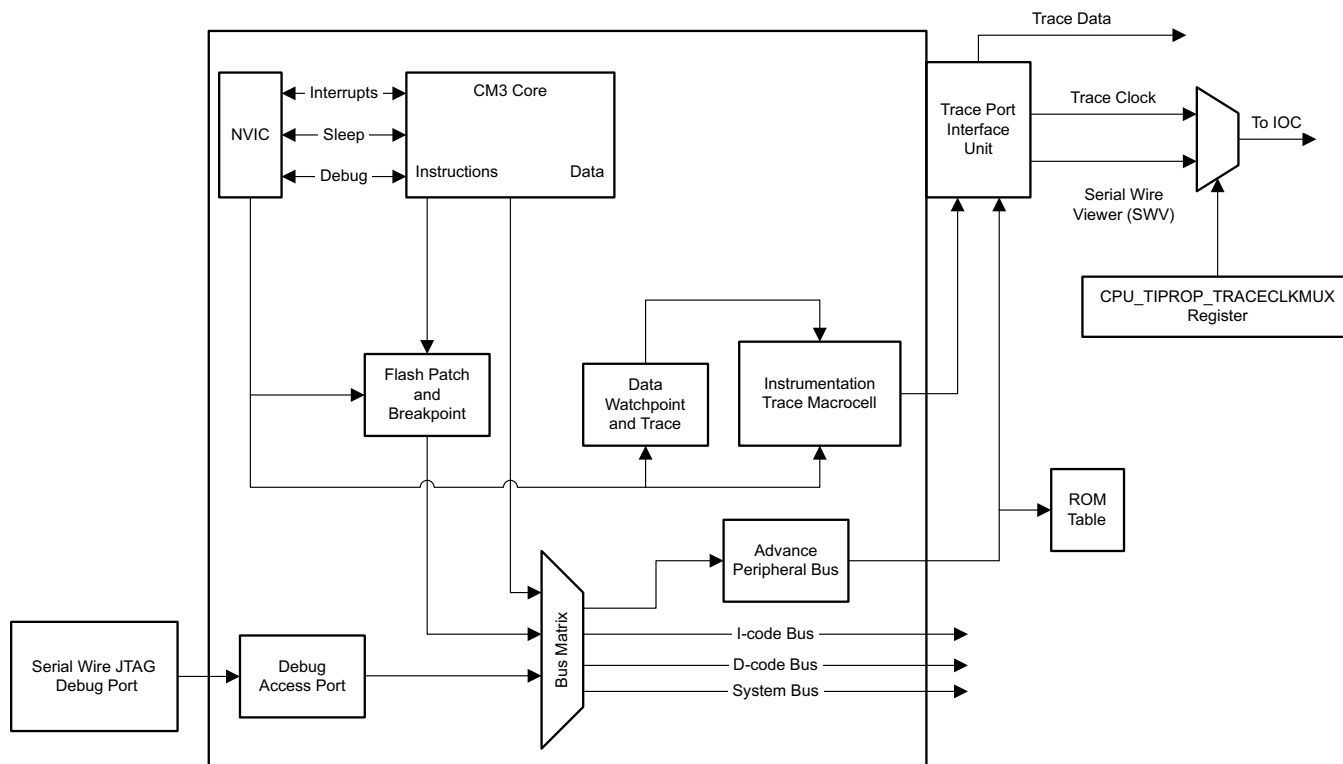 Trace Data
Interrupts
CM3 Core
NVIC
Sleep
Debug
Instructions
Data
Trace Port
Interface
Unit
Trace Clock
To IOC
Serial Wire
Viewer (SWV)
CPU_TIPROP_TRACECLKMUX
Register
Flash Patch
and
Breakpoint
Data
Watchpoint
and Trace
Instrumentation
Trace Macrocell
ROM
Table
Advance
Peripheral Bus
Bus Matrix
I-code Bus
D-code Bus
System Bus
Serial Wire JTAG
Debug Port
Debug
Access Port